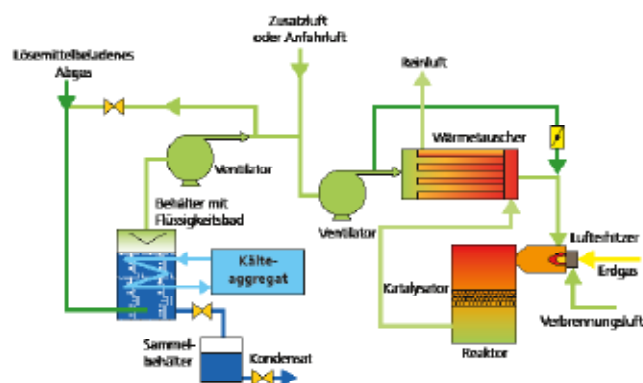 Zusatzluft
oder Anfahrluft
Lösemittelbeladenes
Abgas
Reinluft
Wärmetauscher
Ventilator
Behälter mit
Flüssigkeitsbad
Ventilator
Lufterhitzer
Kälte-
aggregat
Katalysator
Erdgas
Verbrennungsluft
Sammel-
behälter
Kondensat
Reaktor